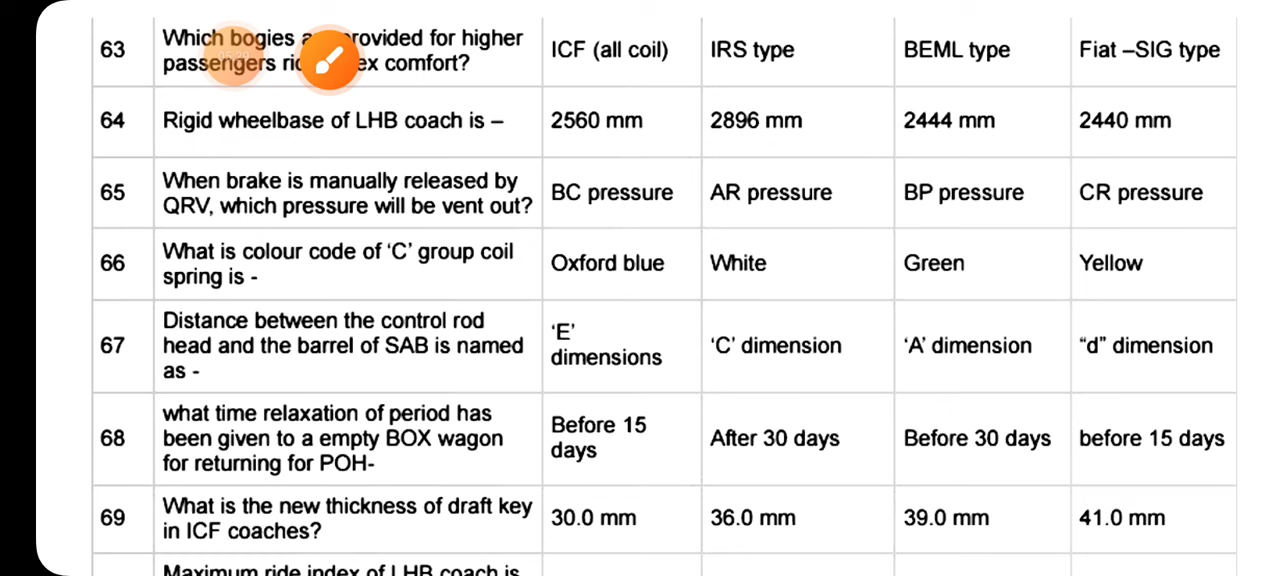 63 Which bogies provided for higher passengers comfort? ICF (all coil) IRS type BEML type Fiat –SIG type
64 Rigid wheelbase of LHB coach is – 2560 mm 2896 mm 2444 mm 2440 mm
65 When brake is manually released by QRV, which pressure will be vent out? BC pressure AR pressure BP pressure CR pressure
66 What is colour code of ‘C’ group coil spring is - Oxford blue White Green Yellow
67 Distance between the control rod head and the barrel of SAB is named as - ‘E’ dimensions ‘C’ dimension ‘A’ dimension “d” dimension
68 what time relaxation of period has been given to a empty BOX wagon for returning for POH- Before 15 days After 30 days Before 30 days before 15 days
69 What is the new thickness of draft key in ICF coaches? 30.0 mm 36.0 mm 39.0 mm 41.0 mm
Maximum ride index of LHB coach is